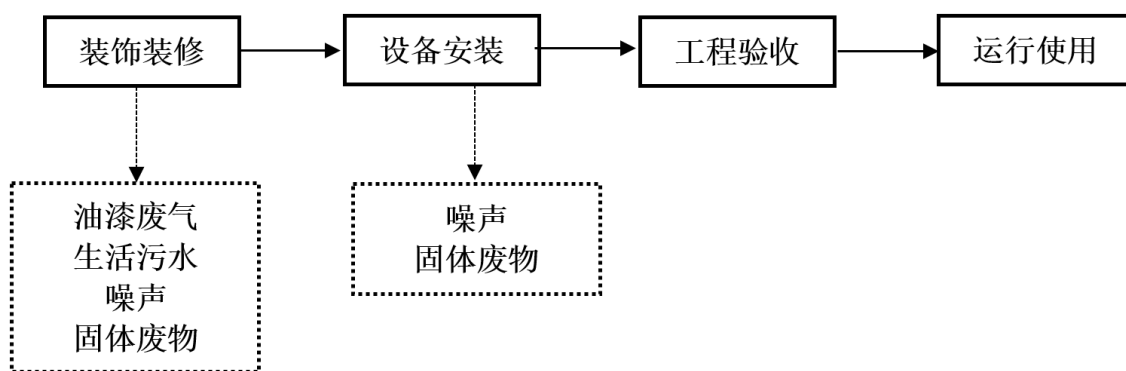 装饰装修
设备安装
工程验收
运行使用
油漆废气
生活污水
噪声
固体废物
噪声
固体废物